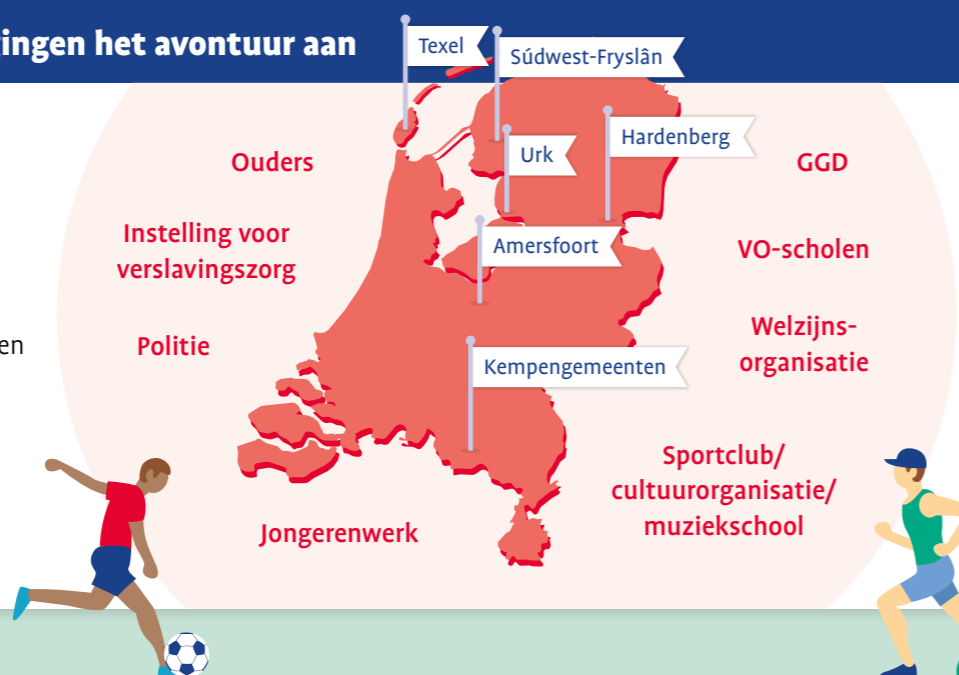 gingen het avontuur aan
Texel
Súdwest-Fryslân
Urk
Hardenberg
Amersfoort
Kempengemeenten
Ouders
Instelling voor
verslavingszorg
en
Politie
Jongerenwerk
GGD
VO-scholen
Welzijns-
organisatie
Sportclub/
cultuurorganisatie/
muziekschool